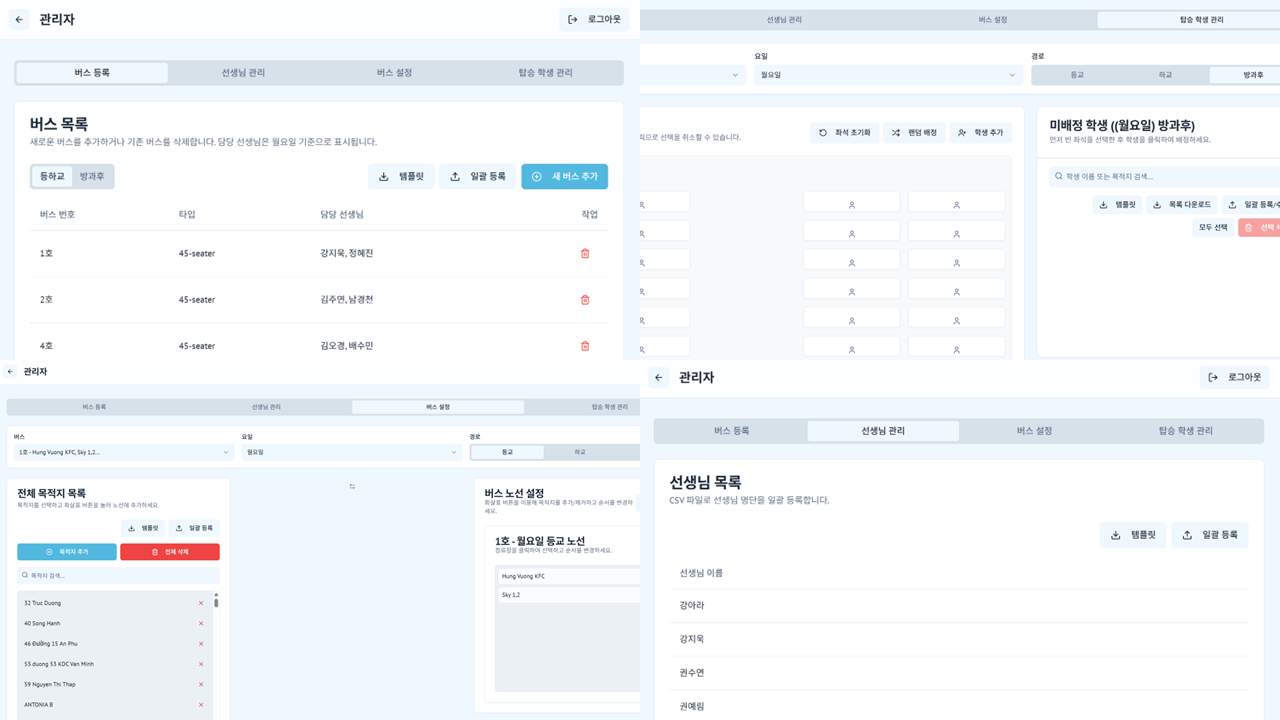 관리자
로그아웃
버스 등록
선생님 관리
버스 설정
탑승 학생 관리
버스 목록
새로운 버스를 추가하거나 기존 버스를 삭제합니다. 담당 선생님은 월요일 기준으로 표시됩니다.
등하교
방과후
템플릿
일괄 등록
새 버스 추가
버스 번호
타입
담당 선생님
작업
1호
45-seater
강지욱, 정혜진
2호
45-seater
김주연, 남경천
4호
45-seater
김오경, 배수민
선생님 관리
버스 설정
탑승 학생 관리
요일
경로
월요일
등교
하교
방과후
릭으로 선택을 취소할 수 있습니다.
좌석 초기화
랜덤 배정
학생 추가
미배정 학생 ((월요일) 방과후)
먼저 빈 좌석을 선택한 후 학생을 클릭하여 배정하세요.
학생 이름 또는 목적지 검색...
템플릿
목록 다운로드
일괄 등록/수
모두 선택
선택 삭
관리자
버스 등록
선생님 관리
버스 설정
탑승 학생 관리
버스
요일
경로
1호 - Hung Vuong KFC, Sky 1,2...
월요일
등교
하교
전체 목적지 목록
목적지를 선택하고 화살표 버튼을 눌러 노선에 추가하세요.
템플릿
일괄 등록
목적지 추가
전체 삭제
목적지 검색...
32 Truc Duong
40 Song Hanh
46 Đường 15 An Phu
53 duong 53 KDC Van Minh
59 Nguyen Thi Thap
ANTONIA B
버스 노선 설정
화살표 버튼을 이용해 목적지를 추가/제거하고 순서를 변경하
세요.
1호 - 월요일 등교 노선
정류장을 클릭하여 선택하고 순서를 변경하세요.
Hung Vuong KFC
Sky 1,2
관리자
로그아웃
버스 등록
선생님 관리
버스 설정
탑승 학생 관리
선생님 목록
CSV 파일로 선생님 명단을 일괄 등록합니다.
템플릿
일괄 등록
선생님 이름
강아라
강지욱
권수연
권예림